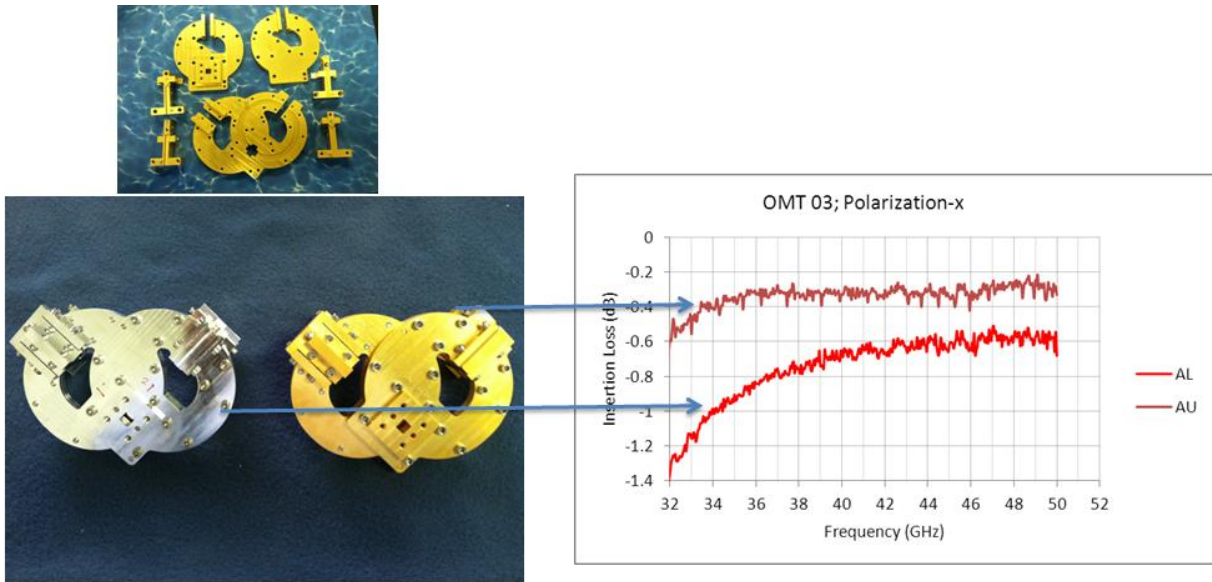 OMT 03; Polarization-x
0
-0.2
-0.4
-0.6
-0.8
-1
-1.2
-1.4
Insertion Loss (dB)
32 34 36 38 40 42 44 46 48 50 52
Frequency (GHz)
AL
AU